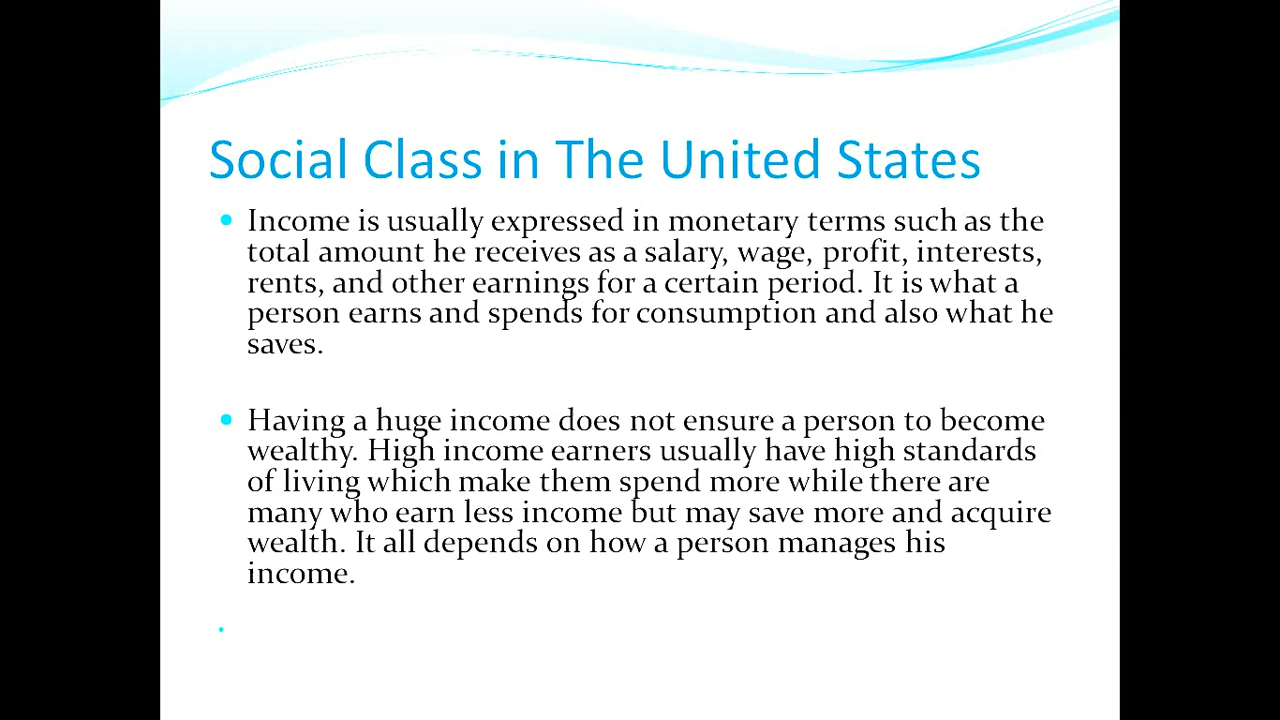 Social Class in The United States
• Income is usually expressed in monetary terms such as the
total amount he receives as a salary, wage, profit, interests,
rents, and other earnings for a certain period. It is what a
person earns and spends for consumption and also what he
saves.
• Having a huge income does not ensure a person to become
wealthy. High income earners usually have high standards
of living which make them spend more while there are
many who earn less income but may save more and acquire
wealth. It all depends on how a person manages his
income.
•